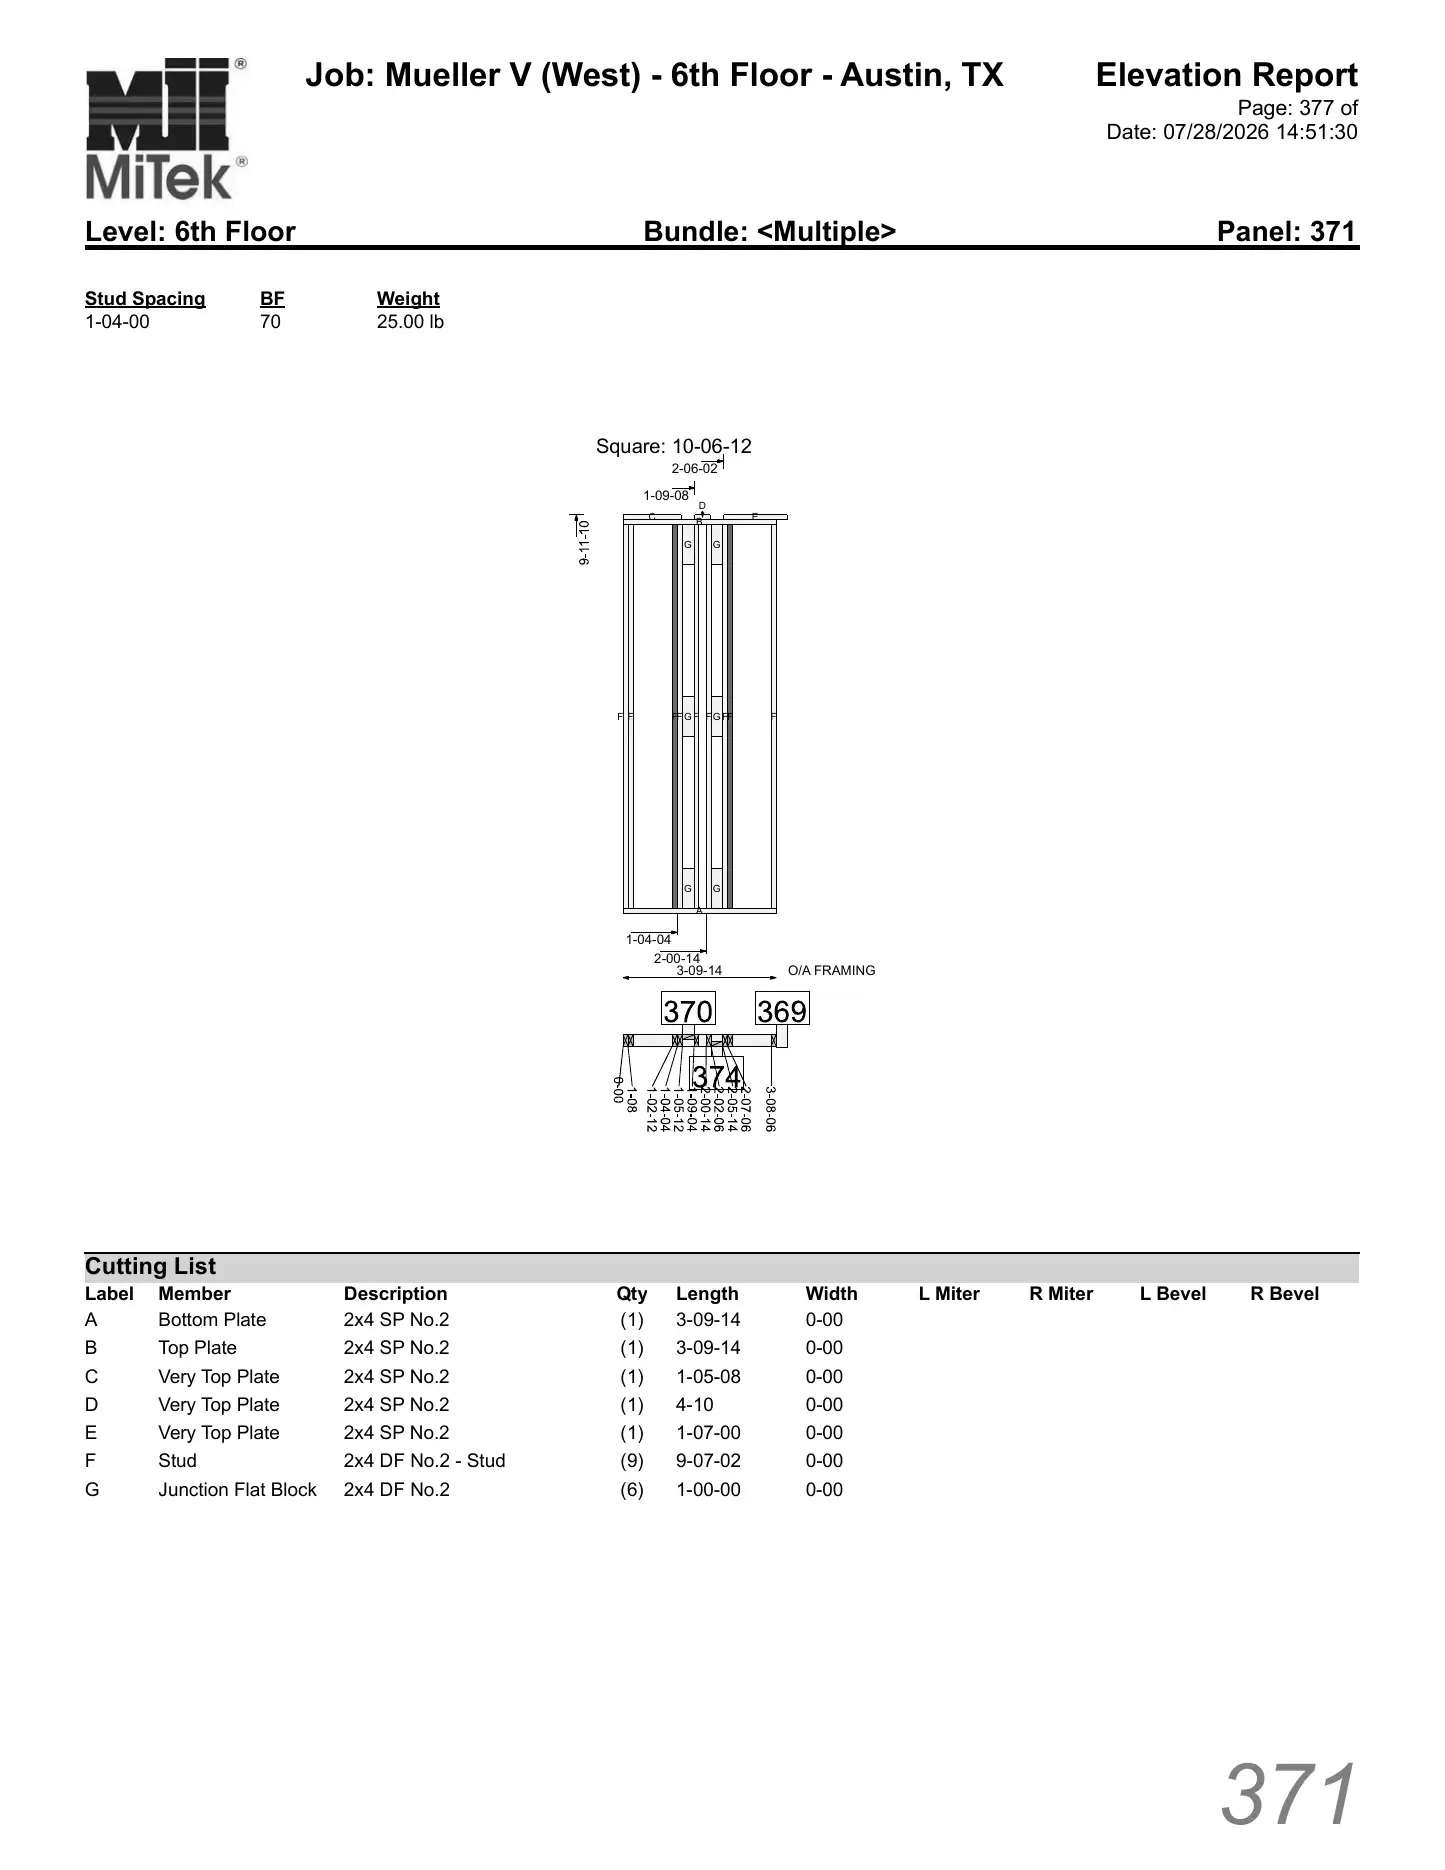 Job: Mueller V (West) - 6th Floor - Austin, TX
Elevation Report
Page: 377 of
Date: 07/28/2026 14:51:30
MiTek®
Level: 6th Floor
Bundle: <Multiple>
Panel: 371
Stud Spacing BF Weight
1-04-00 70 25.00 lb
Square: 10-06-12
2-06-02
1-09-08
D
C B E
9-11-10
G G
F F F F G F F G F F F
G G
A
1-04-04
2-00-14
3-09-14 O/A FRAMING
370 369
374
0-00
1-08
1-02-12
1-04-04
1-05-12
1-09-04
2-00-14
2-02-06
2-05-14
2-07-06
3-08-06
Cutting List
Label Member Description Qty Length Width L Miter R Miter L Bevel R Bevel
A Bottom Plate 2x4 SP No.2 (1) 3-09-14 0-00
B Top Plate 2x4 SP No.2 (1) 3-09-14 0-00
C Very Top Plate 2x4 SP No.2 (1) 1-05-08 0-00
D Very Top Plate 2x4 SP No.2 (1) 4-10 0-00
E Very Top Plate 2x4 SP No.2 (1) 1-07-00 0-00
F Stud 2x4 DF No.2 - Stud (9) 9-07-02 0-00
G Junction Flat Block 2x4 DF No.2 (6) 1-00-00 0-00
371